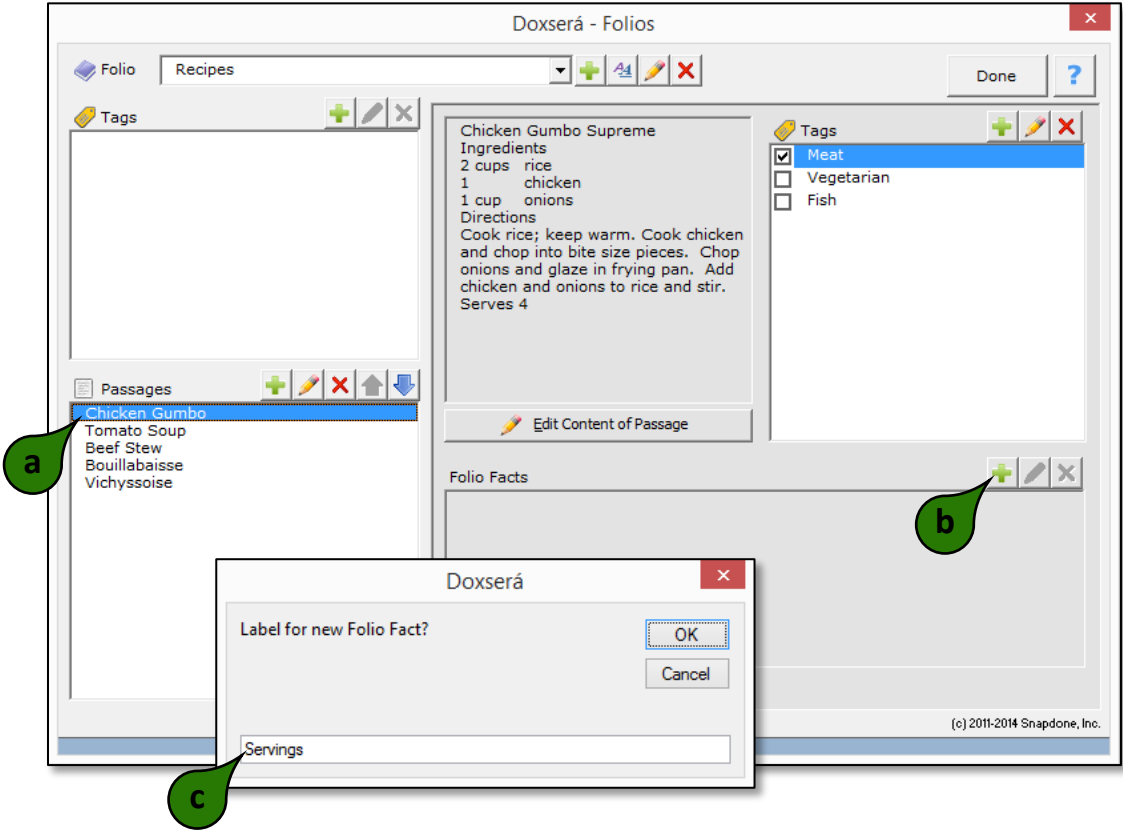 Doxserá - Folios
Folio
Recipes
Done
?
Tags
Chicken Gumbo Supreme
Ingredients
2 cups rice
1 chicken
1 cup onions
Directions
Cook rice; keep warm. Cook chicken
and chop into bite size pieces. Chop
onions and glaze in frying pan. Add
chicken and onions to rice and stir.
Serves 4
Edit Content of Passage
Tags
Meat
Vegetarian
Fish
Passages
Chicken Gumbo
Tomato Soup
Beef Stew
Bouillabaisse
Vichyssoise
a
Folio Facts
b
Doxserá
Label for new Folio Fact?
OK
Cancel
Servings
c
(c) 2011-2014 Snapdone, Inc.